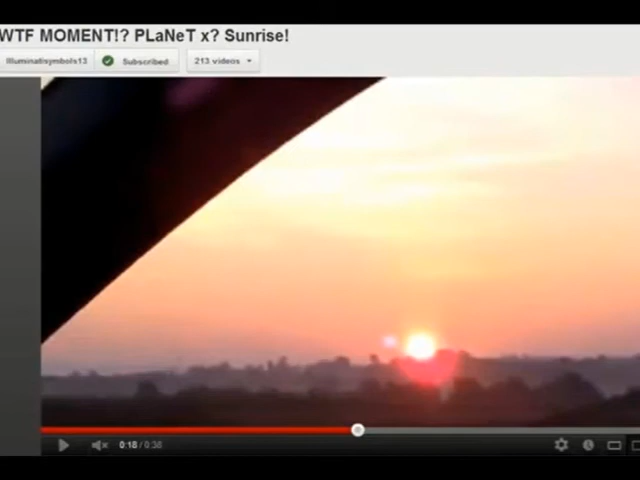 WTF MOMENT!? PLaNeT x? Sunrise!
Illuminatisymbols13 Subscribed 213 videos
0:18 / 0:38